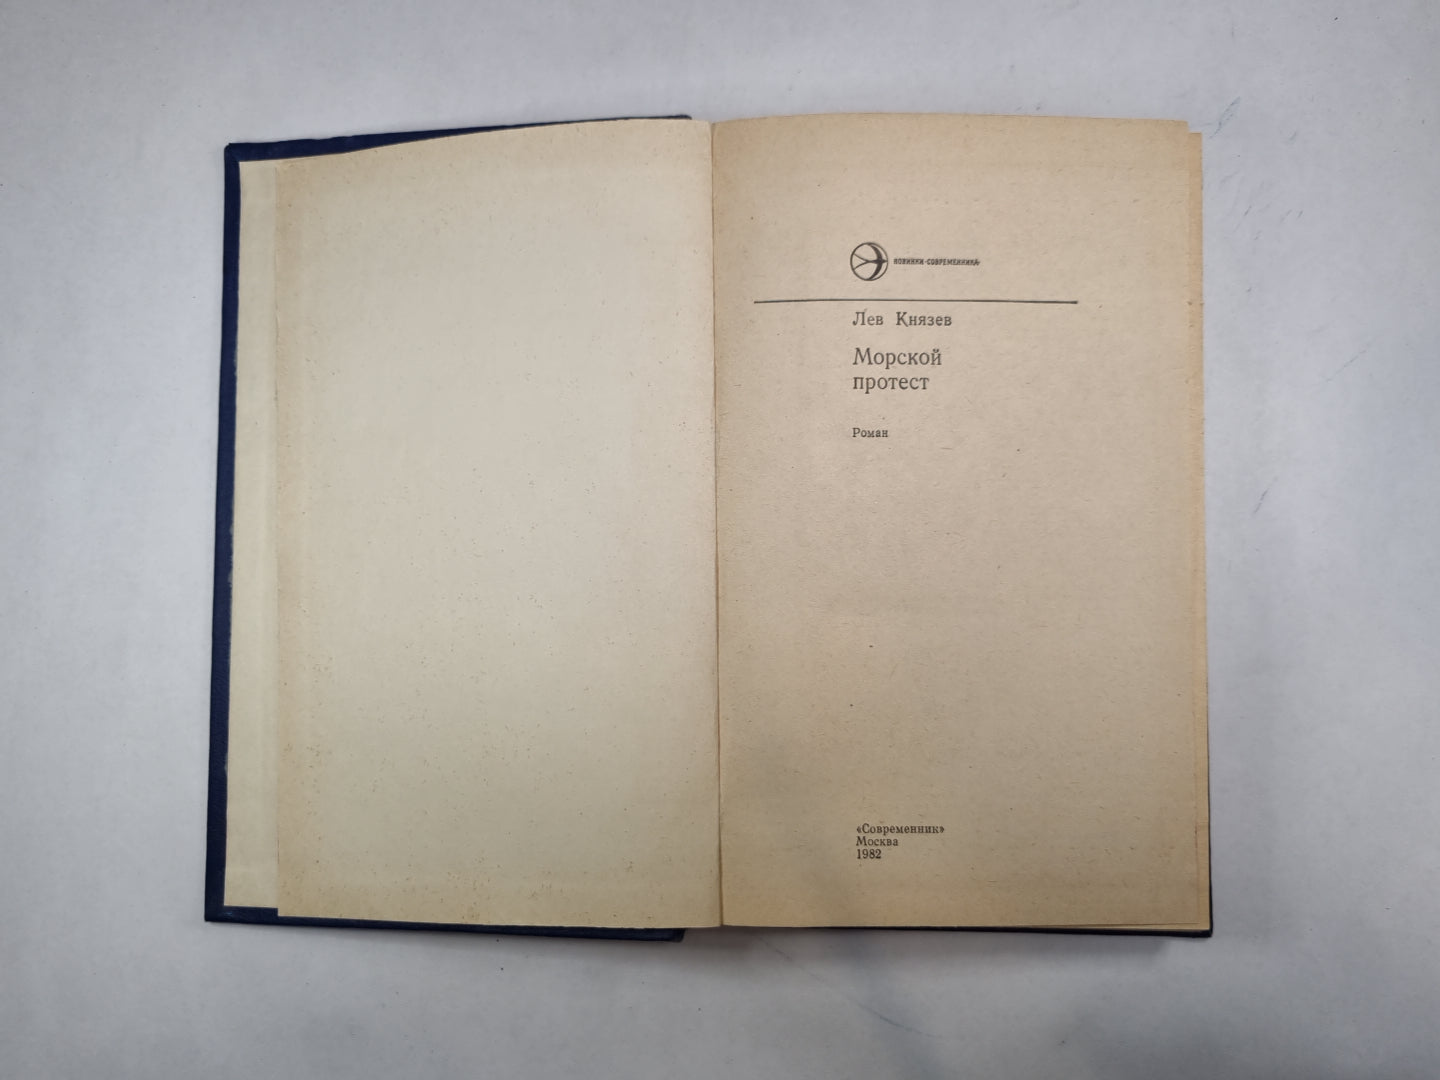 НОВИНКИ «СОВРЕМЕННИКА»
Лев Князев
Морской
протест
Роман
«Современник»
Москва
1982